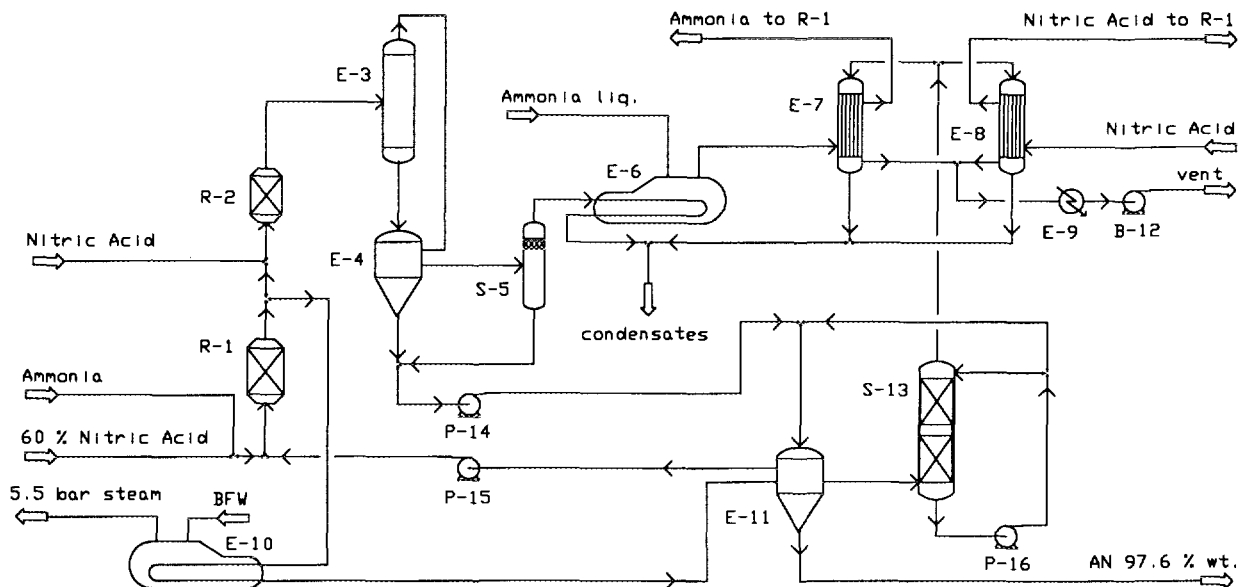 Ammonia to R-1
Nitric Acid to R-1
E-3
E-7
Ammonia liq.
E-8
Nitric Acid
E-6
vent
R-2
E-9
B-12
Nitric Acid
E-4
S-5
condensates
R-1
Ammonia
S-13
P-14
60 % Nitric Acid
P-15
5.5 bar steam
BFW
E-11
E-10
P-16
AN 97.6 % wt.